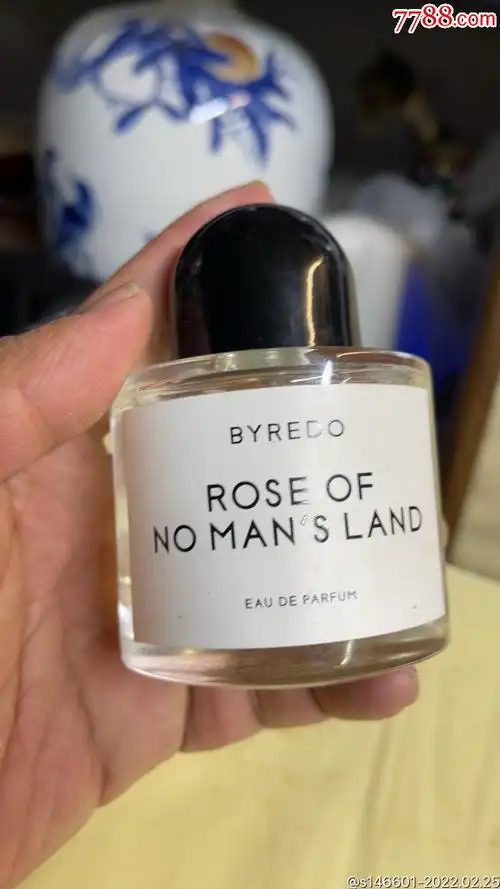 7788.com
BYREDO
ROSE OF
NO MAN'S LAND
EAU DE PARFUM
@s146601-2022.02.25